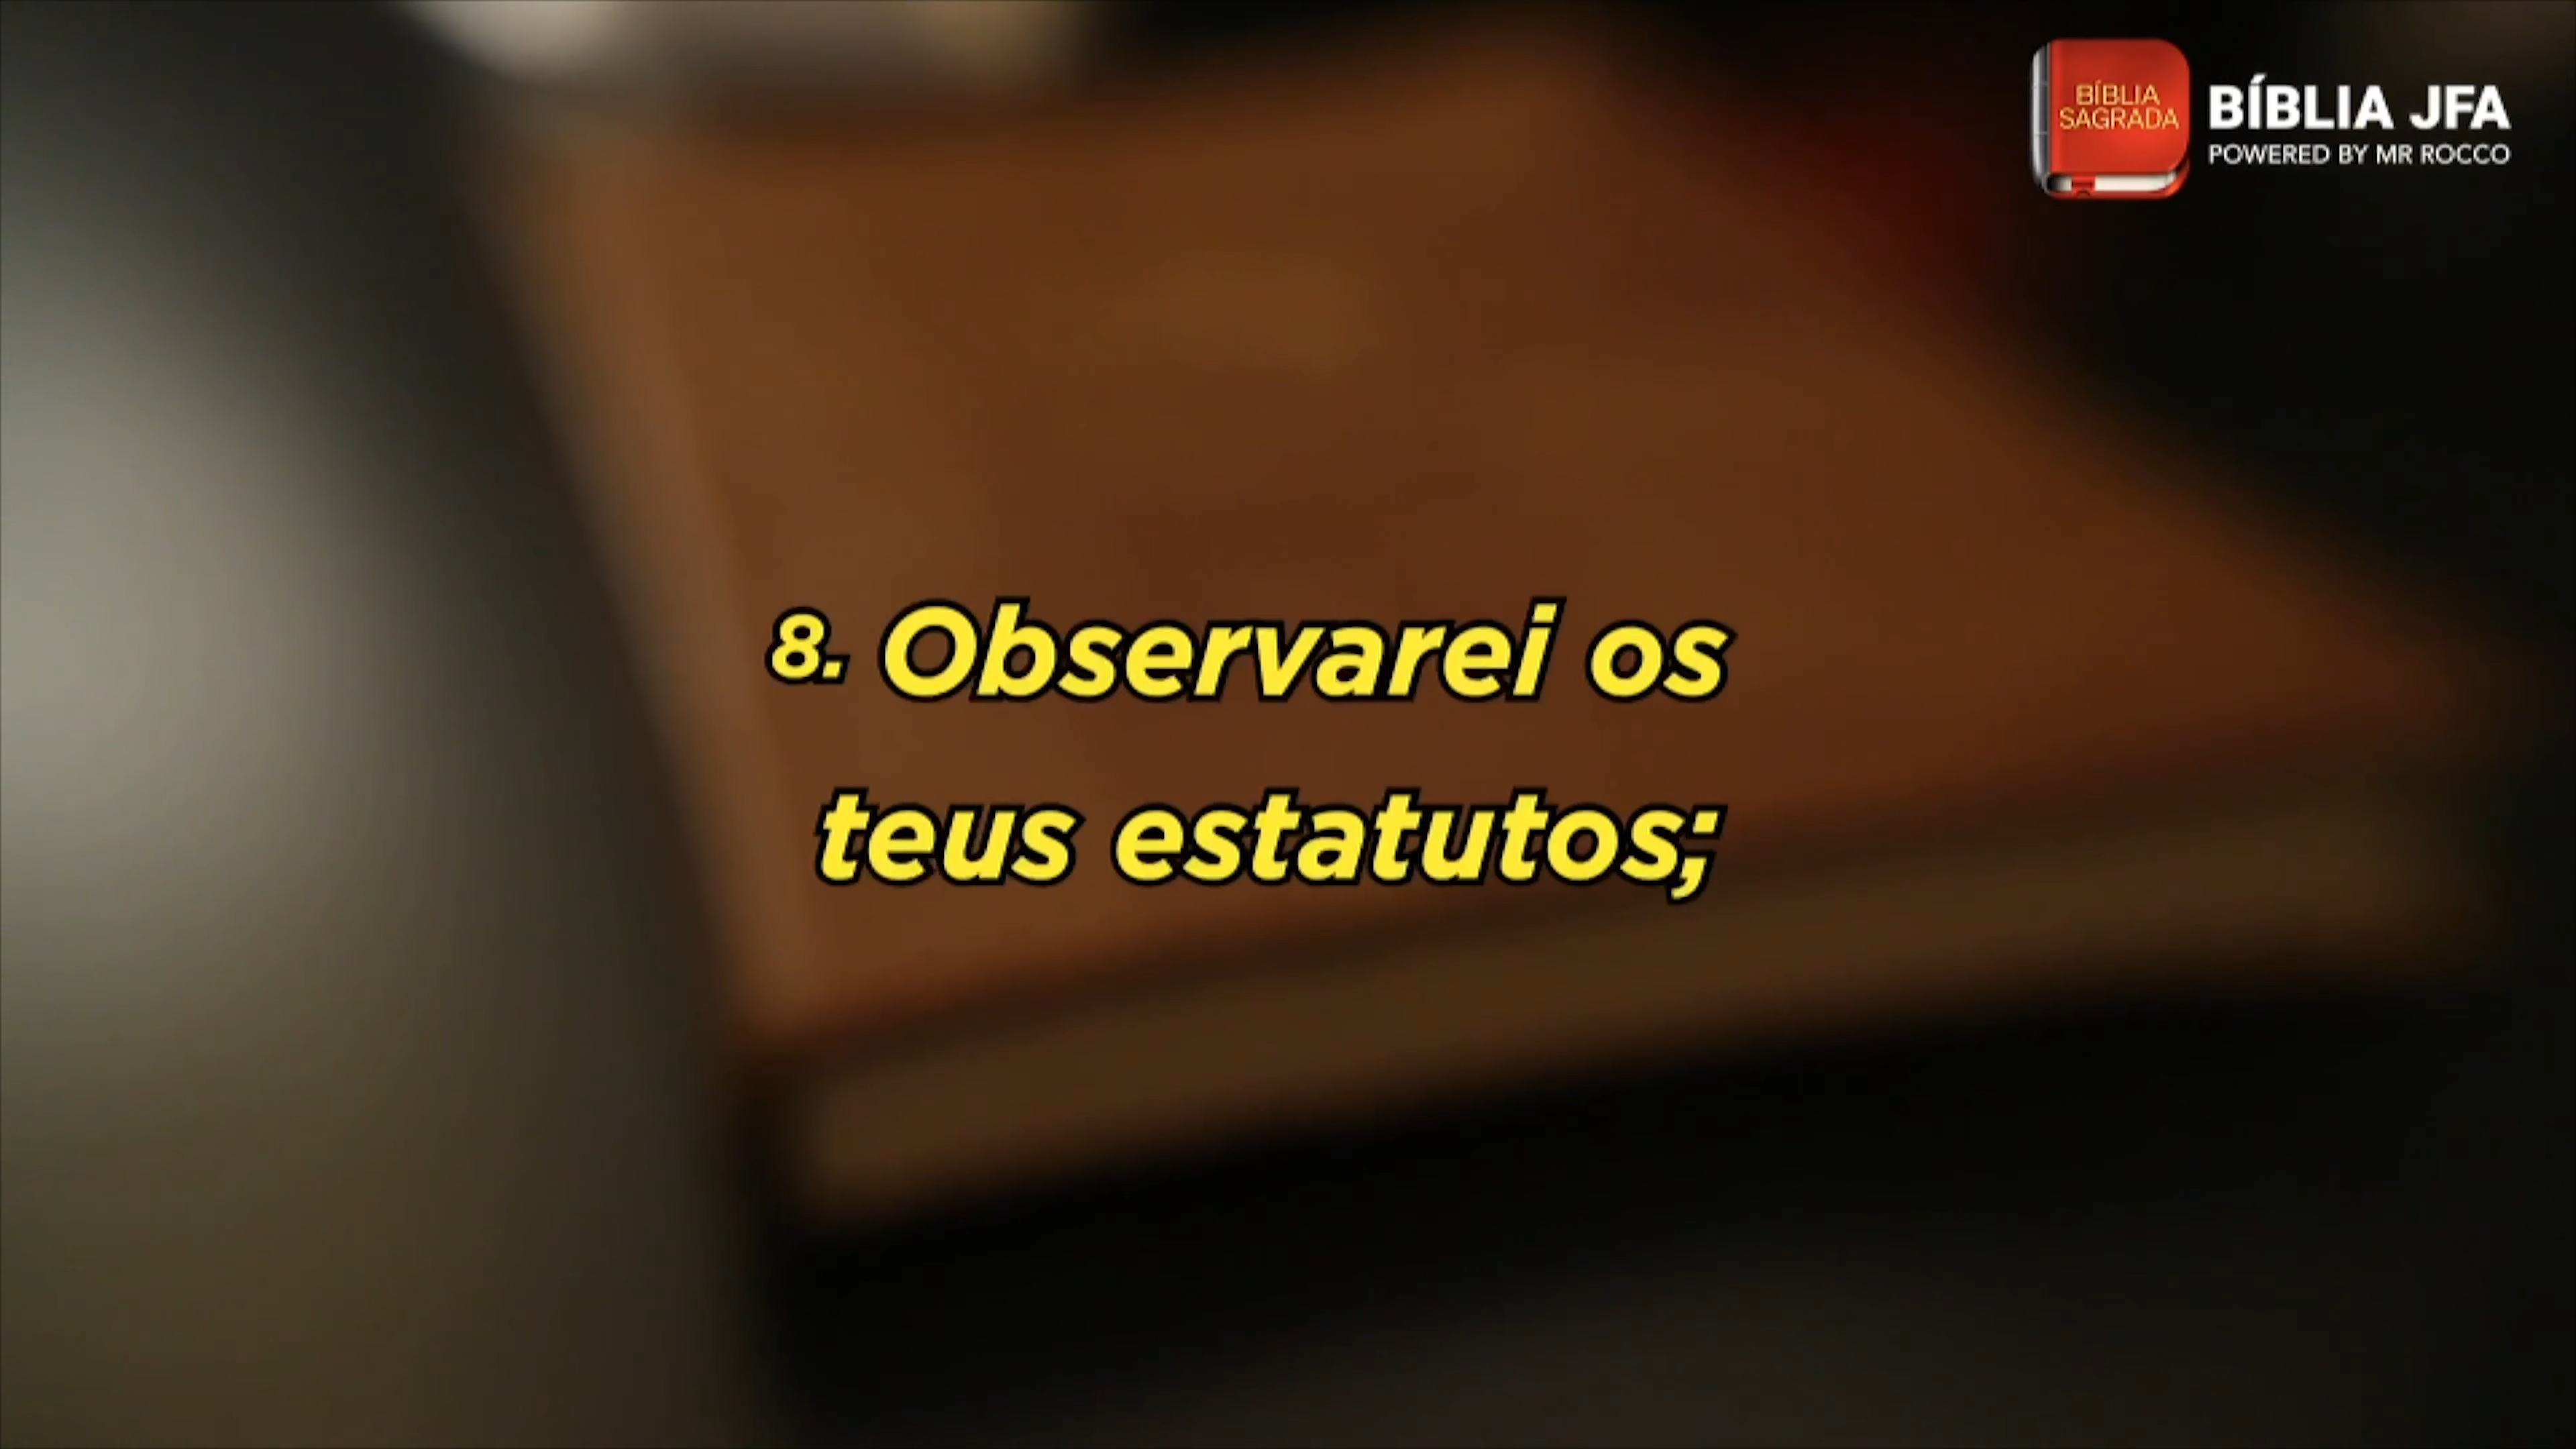 BÍBLIA
SAGRADA
BÍBLIA JFA
POWERED BY MR ROCCO
8. Observarei os
teus estatutos;